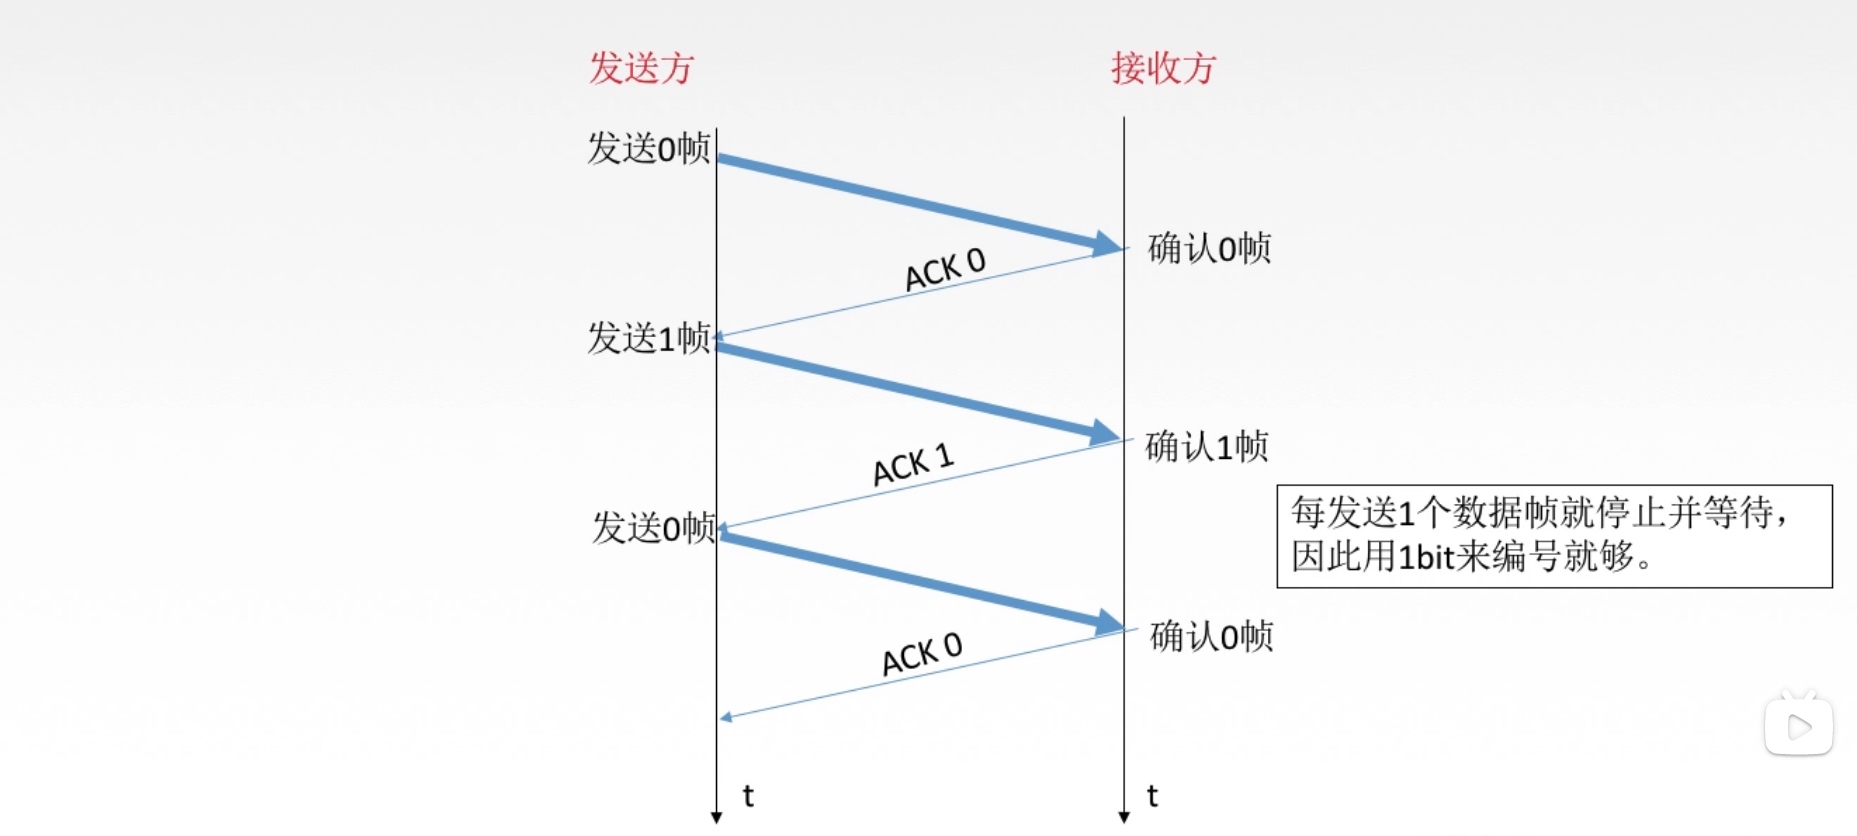 发送方
接收方
发送0帧
确认0帧
ACK 0
发送1帧
确认1帧
ACK 1
每发送1个数据帧就停止并等待，
因此用1bit来编号就够。
发送0帧
确认0帧
ACK 0
t
t